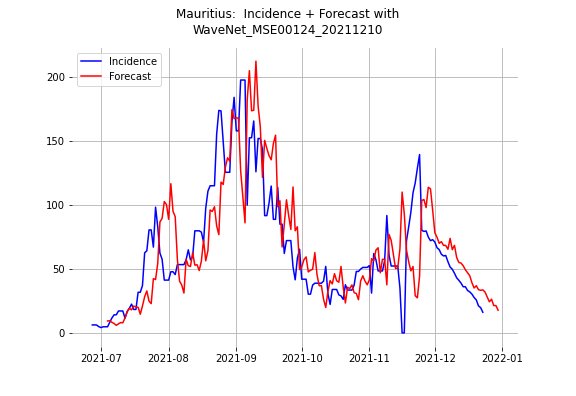 Mauritius:  Incidence + Forecast with
WaveNet_MSE00124_20211210
Incidence
Forecast
200
150
100
50
0
2021-07 2021-08 2021-09 2021-10 2021-11 2021-12 2022-01